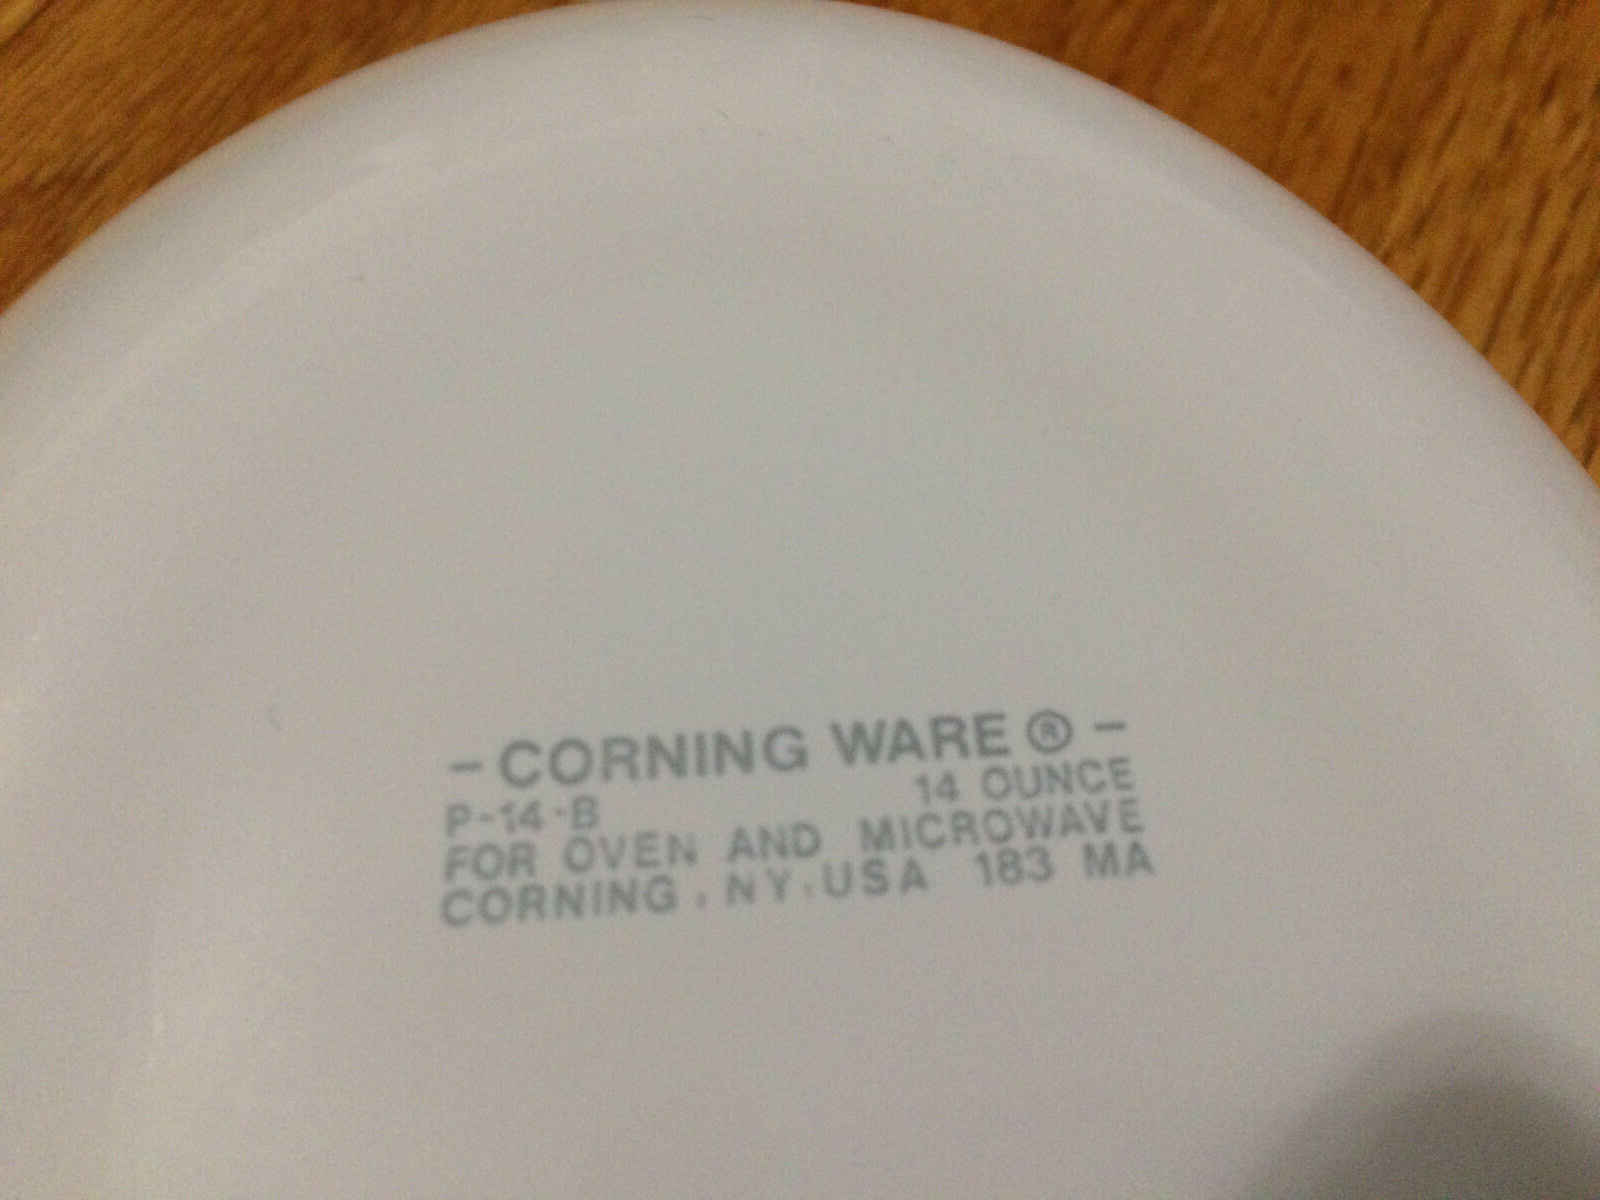 - CORNING WARE ® -
P-14-B 14 OUNCE
FOR OVEN AND MICROWAVE
CORNING, NY. USA 183 MA